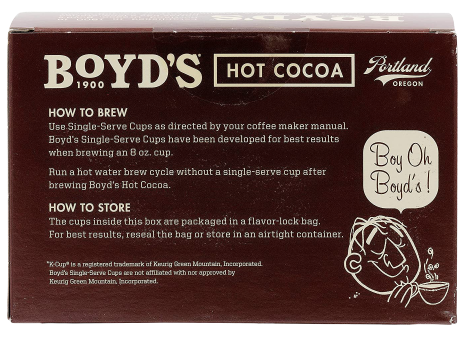 BOYD'S
BOYD'S 1900 HOT COCOA Portland OREGON
HOW TO BREW
Use Single-Serve Cups as directed by your coffee maker manual.
Boyd's Single-Serve Cups have been developed for best results
when brewing an 8 oz. cup.
Run a hot water brew cycle without a single-serve cup after
brewing Boyd's Hot Cocoa.
HOW TO STORE
The cups inside this box are packaged in a flavor-lock bag.
For best results, reseal the bag or store in an airtight container.
Boy Oh
Boyd's!
"K-Cup® is a registered trademark of Keurig Green Mountain, Incorporated.
Boyd's Single-Serve Cups are not affiliated with nor approved by
Keurig Green Mountain, Incorporated.